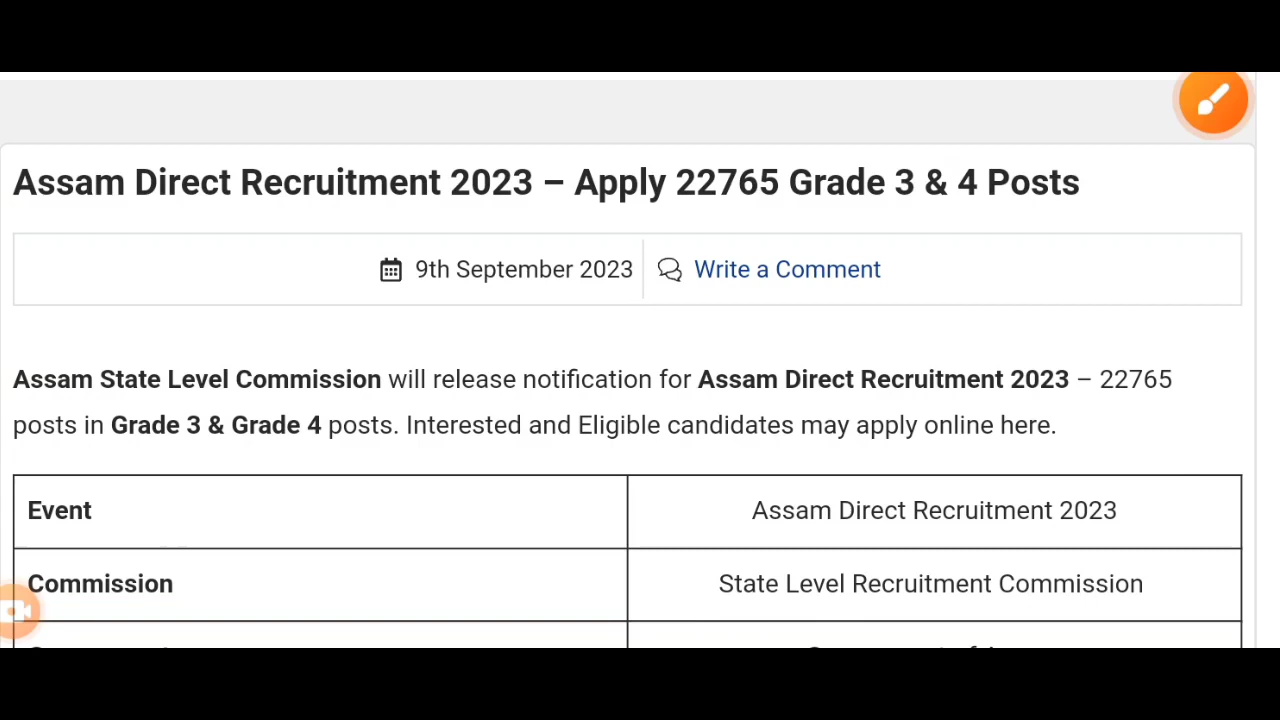 Assam Direct Recruitment 2023 – Apply 22765 Grade 3 & 4 Posts
9th September 2023
Write a Comment
Assam State Level Commission will release notification for Assam Direct Recruitment 2023 – 22765
posts in Grade 3 & Grade 4 posts. Interested and Eligible candidates may apply online here.
Event
Assam Direct Recruitment 2023
Commission
State Level Recruitment Commission